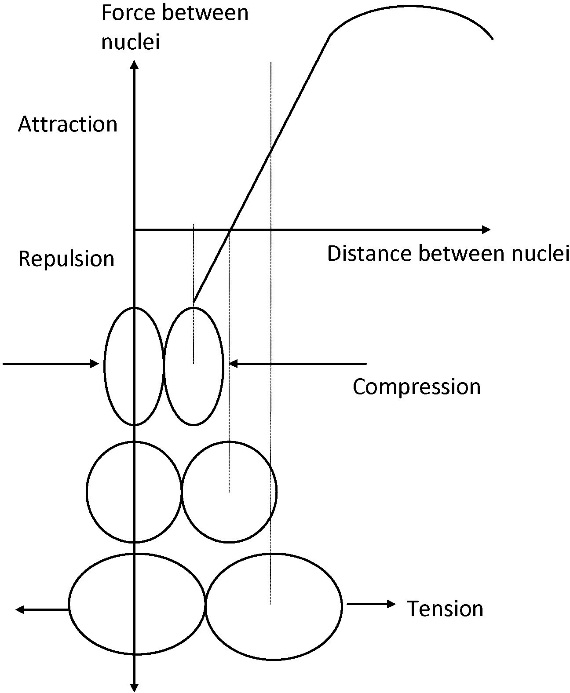 Force between
nuclei
Attraction
Repulsion
Distance between nuclei
Compression
Tension